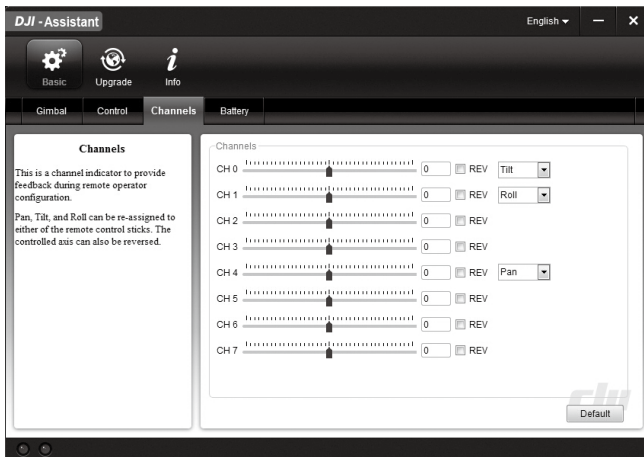 DJI - Assistant
English
Basic
Upgrade
Info
Gimbal
Control
Channels
Battery
Channels
This is a channel indicator to provide
feedback during remote operator
configuration.
Pan, Tilt, and Roll can be re-assigned to
either of the remote control sticks. The
controlled axis can also be reversed.
Channels
CH 0 0 REV Tilt
CH 1 0 REV Roll
CH 2 0 REV
CH 3 0 REV
CH 4 0 REV Pan
CH 5 0 REV
CH 6 0 REV
CH 7 0 REV
dji
Default